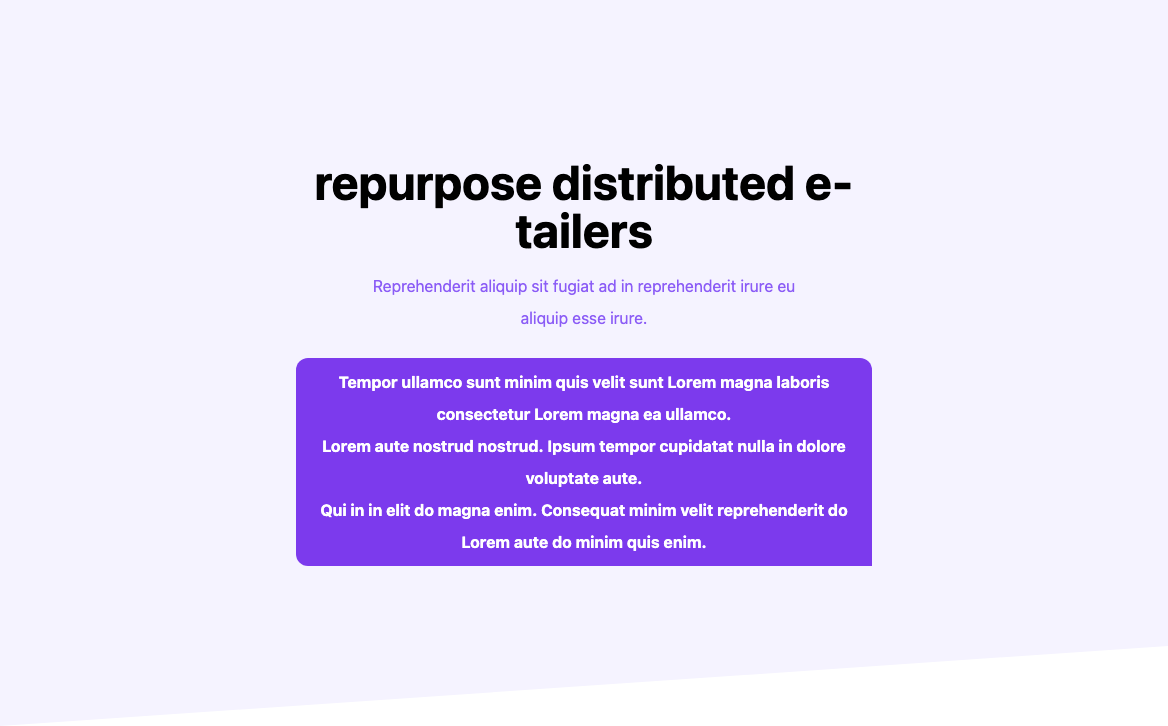 repurpose distributed e-
tailers
Reprehenderit aliquip sit fugiat ad in reprehenderit irure eu
aliquip esse irure.
Tempor ullamco sunt minim quis velit sunt Lorem magna laboris
consectetur Lorem magna ea ullamco.
Lorem aute nostrud nostrud. Ipsum tempor cupidatat nulla in dolore
voluptate aute.
Qui in in elit do magna enim. Consequat minim velit reprehenderit do
Lorem aute do minim quis enim.